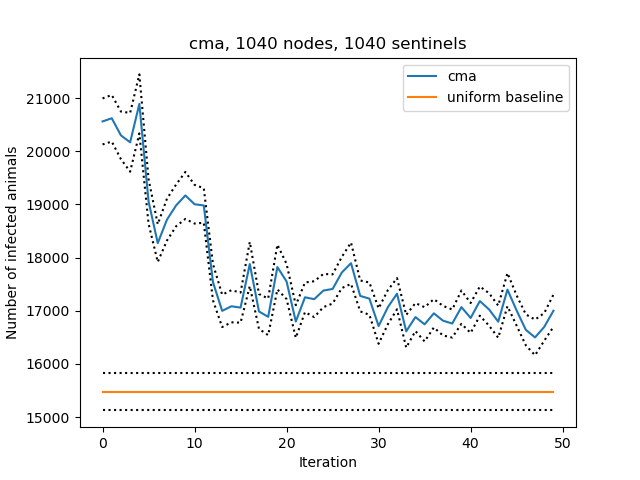 cma, 1040 nodes, 1040 sentinels
cma
uniform baseline
Number of infected animals
21000
20000
19000
18000
17000
16000
15000
0 10 20 30 40 50
Iteration